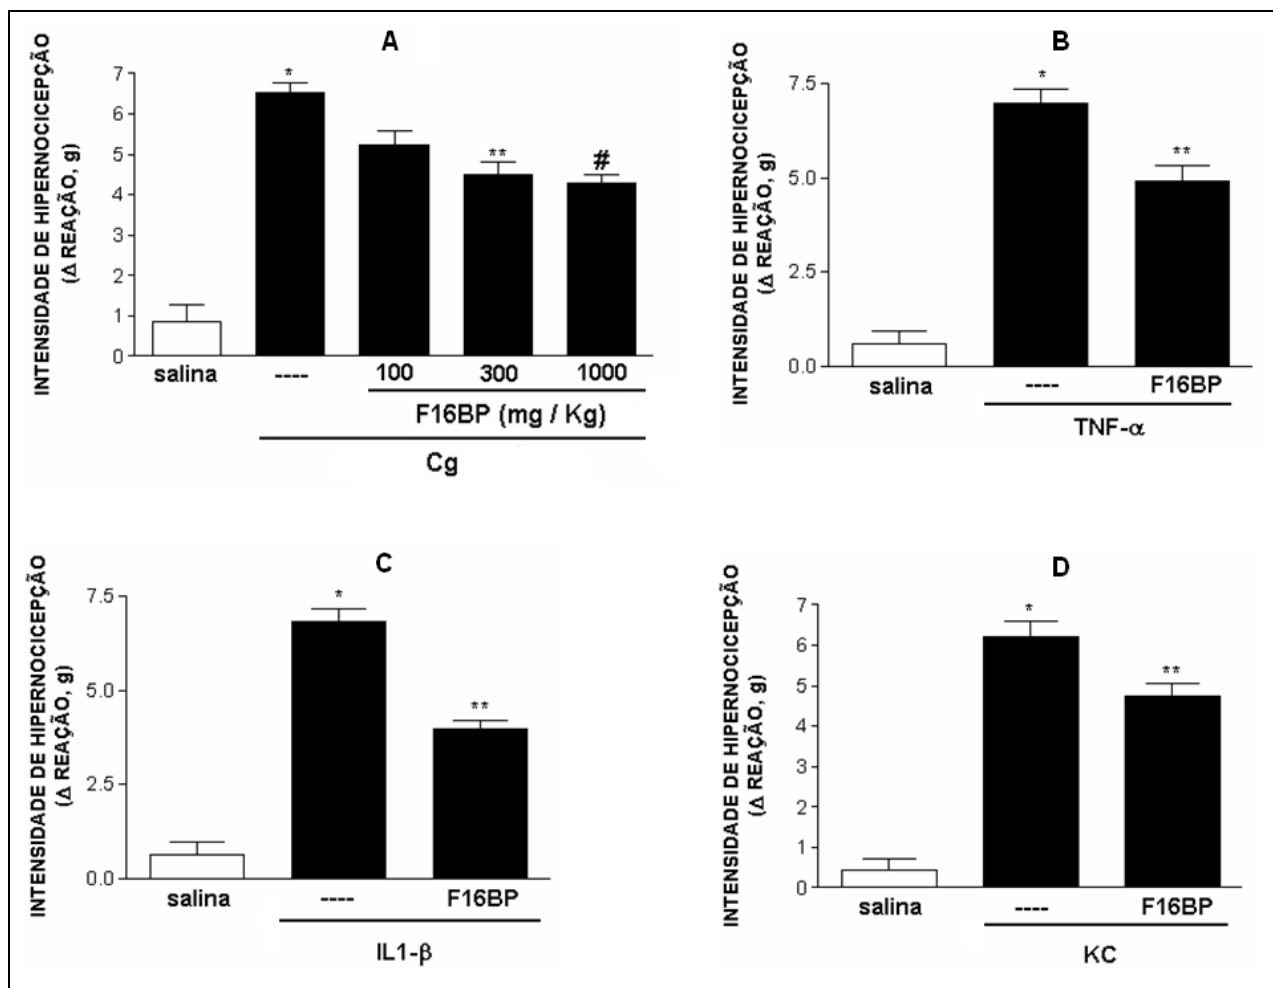 A
INTENSIDADE DE HIPERNOCICEPÇÃO
(Δ REAÇÃO, g)
7
6
5
4
3
2
1
0
*
**
#
salina
----
100
300
1000
F16BP (mg / Kg)
Cg
B
INTENSIDADE DE HIPERNOCICEPÇÃO
(Δ REAÇÃO, g)
7.5
5.0
2.5
0.0
*
**
salina
----
F16BP
TNF-α
C
INTENSIDADE DE HIPERNOCICEPÇÃO
(Δ REAÇÃO, g)
7.5
5.0
2.5
0.0
*
**
salina
----
F16BP
IL1-β
D
INTENSIDADE DE HIPERNOCICEPÇÃO
(Δ REAÇÃO, g)
7
6
5
4
3
2
1
0
*
**
salina
----
F16BP
KC